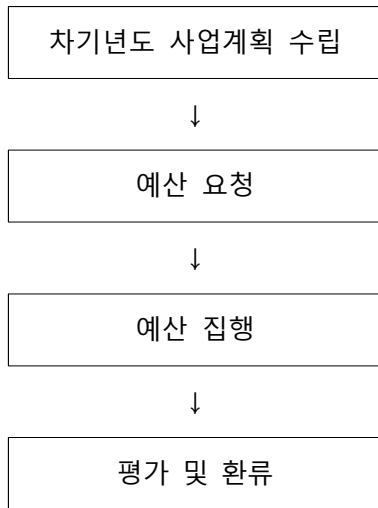 차기년도 사업계획 수립
↓
예산 요청
↓
예산 집행
↓
평가 및 환류